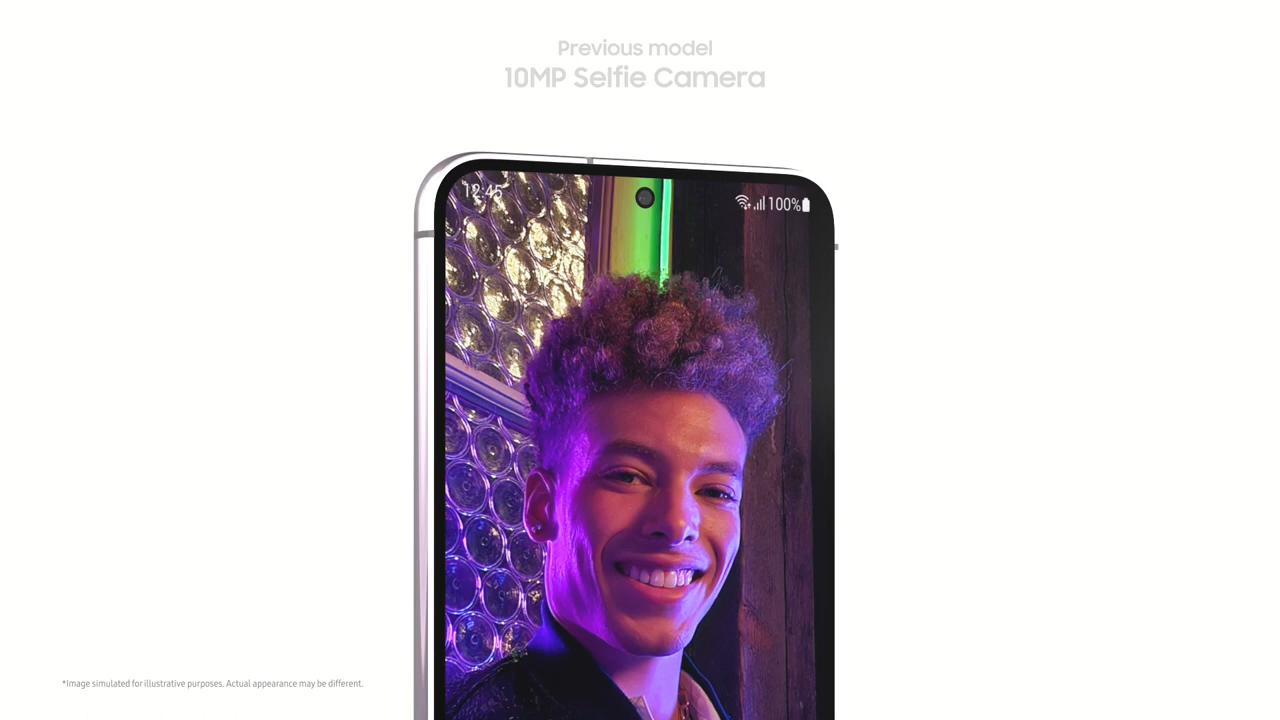 Previous model
10MP Selfie Camera
12:45
100%
*Image simulated for illustrative purposes. Actual appearance may be different.